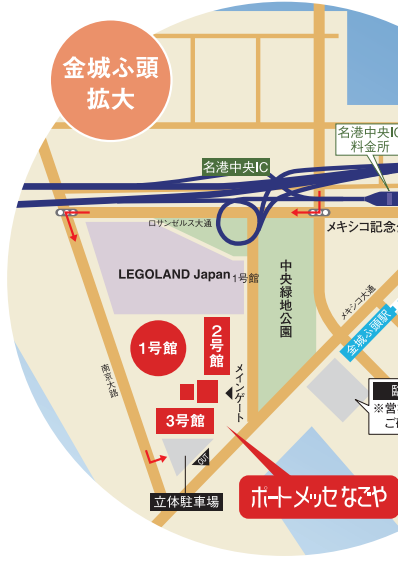 金城ふ頭
拡大
名港中央IC
料金所
名港中央IC
ロサンゼルス大通
メキシコ記念
LEGOLAND Japan
1号館
中央緑地公園
メキシコ大通
金城ふ頭駅
1号館
2号館
メインゲート
南京大路
3号館
※営
ご
OUT
立体駐車場
ポートメッセなごや